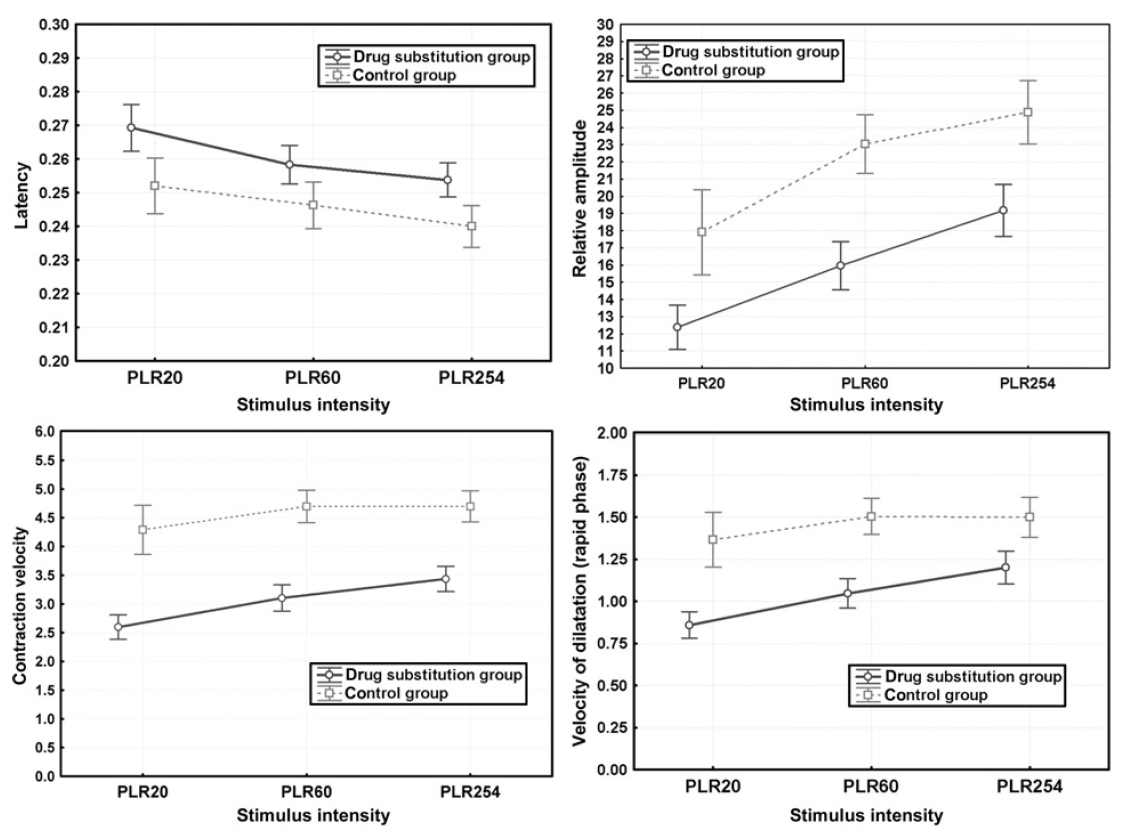 0.30
0.29
0.28
0.27
0.26
0.25
0.24
0.23
0.22
0.21
0.20
Latency
Drug substitution group
Control group
PLR20 PLR60 PLR254
Stimulus intensity
30
29
28
27
26
25
24
23
22
21
20
19
18
17
16
15
14
13
12
11
10
Relative amplitude
Drug substitution group
Control group
PLR20 PLR60 PLR254
Stimulus intensity
6.0
5.5
5.0
4.5
4.0
3.5
3.0
2.5
2.0
1.5
1.0
0.5
0.0
Contraction velocity
Drug substitution group
Control group
PLR20 PLR60 PLR254
Stimulus intensity
2.00
1.75
1.50
1.25
1.00
0.75
0.50
0.25
0.00
Velocity of dilatation (rapid phase)
Drug substitution group
Control group
PLR20 PLR60 PLR254
Stimulus intensity